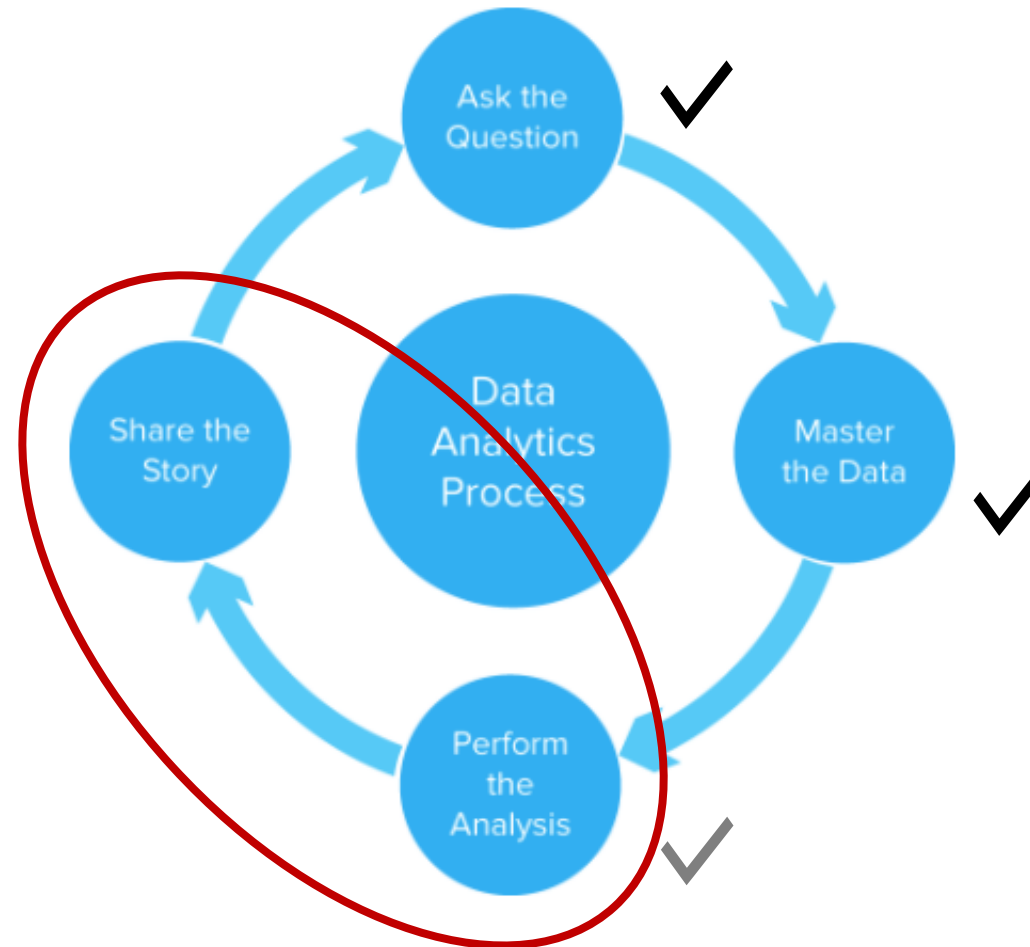 Ask the
Question
Data
Analytics
Process
Share the
Story
Master
the Data
Perform
the
Analysis